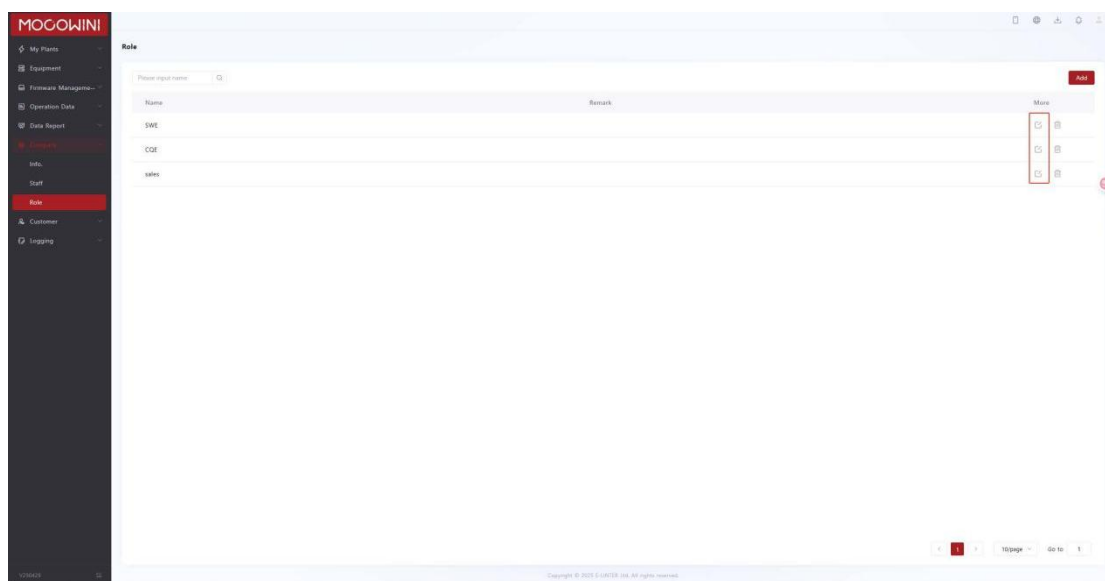 MOCOWINI
My Plants
Role
Equipment
Please input name
Add
Firmware Manageme...
Name Remark More
Operation Data
Data Report
SWE
CQE
Info.
Staff
sales
Role
Customer
Logging
1 10/page Go to 1